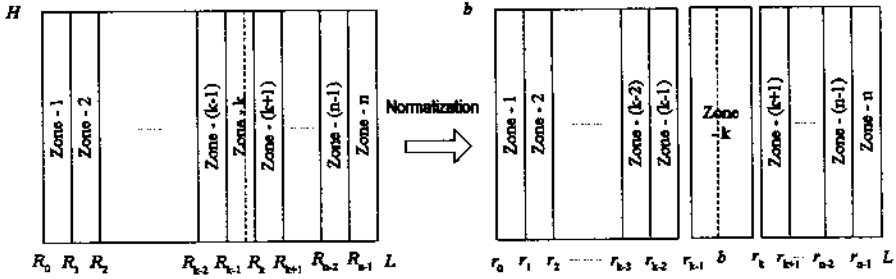 H
Zone - 1
Zone - 2
Zone - (k-1)
Zone - k
Zone - (k+1)
Zone - (n-1)
Zone - n
R0 R1 R2 Rk-2 Rk-1 Rk Rk+1 Rn-2 Rn-1 L
Normatization
b
Zone - 1
Zone - 2
Zone - (k-2)
Zone - (k-1)
Zone
- k
Zone - (k+1)
Zone - (n-1)
Zone - n
r0 r1 r2 ........ rk-3 rk-2 rk-1 b rk rk+1 ...... rn-2 rn-1 L